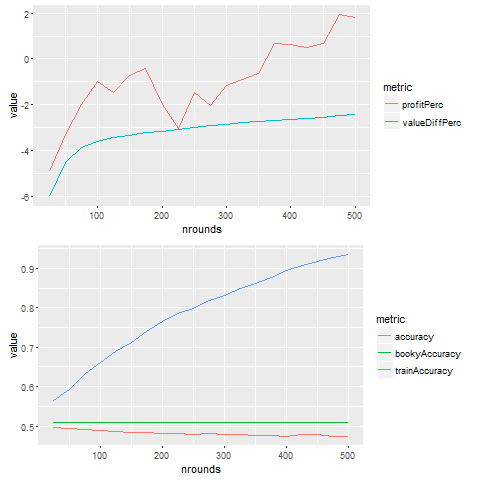 2
0
-2
-4
-6
value
100
200
300
400
500
nrounds
metric
profitPerc
valueDiffPerc
0.9
0.8
0.7
0.6
0.5
value
100
200
300
400
500
nrounds
metric
accuracy
bookyAccuracy
trainAccuracy